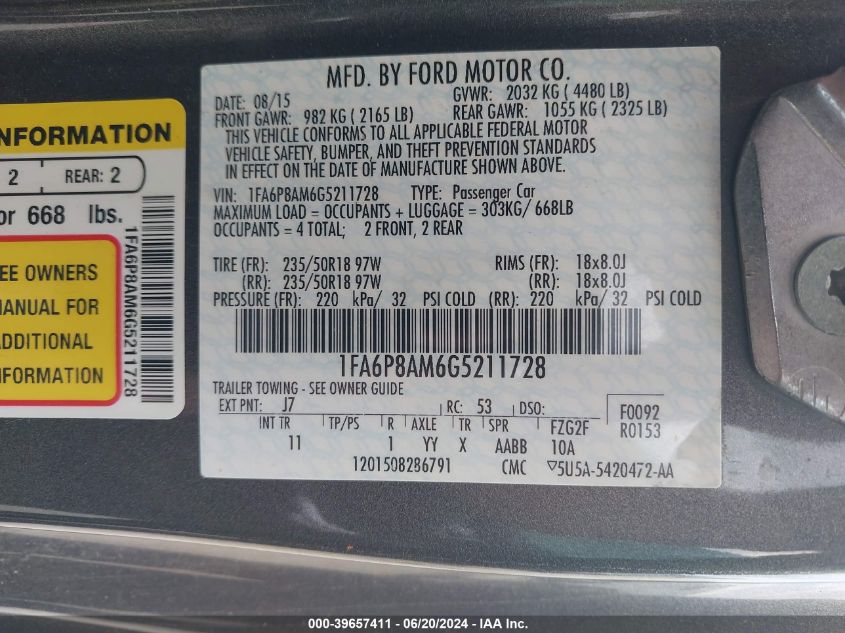 NFORMATION
2 REAR: 2
or 668 lbs.
EE OWNERS
MANUAL FOR
ADDITIONAL
NFORMATION
1FA6P8AM6G5211728
MFD. BY FORD MOTOR CO.
DATE: 08/15 GVWR: 2032 KG ( 4480 LB)
FRONT GAWR: 982 KG ( 2165 LB) REAR GAWR: 1055 KG ( 2325 LB)
THIS VEHICLE CONFORMS TO ALL APPLICABLE FEDERAL MOTOR
VEHICLE SAFETY, BUMPER, AND THEFT PREVENTION STANDARDS
IN EFFECT ON THE DATE OF MANUFACTURE SHOWN ABOVE.
VIN: 1FA6P8AM6G5211728 TYPE: Passenger Car
MAXIMUM LOAD = OCCUPANTS + LUGGAGE = 303KG/ 668LB
OCCUPANTS = 4 TOTAL; 2 FRONT, 2 REAR
TIRE (FR): 235/50R18 97W RIMS (FR): 18x8.0J
(RR): 235/50R18 97W (RR): 18x8.0J
PRESSURE (FR): 220 kPa/ 32 PSI COLD (RR): 220 kPa/ 32 PSI COLD
1FA6P8AM6G5211728
TRAILER TOWING - SEE OWNER GUIDE
EXT PNT: J7 RC: 53 DSO: F0092
INT TR TP/PS R AXLE TR SPR FZG2F R0153
11 1 YY X AABB 10A
1201508286791 CMC ▽5U5A-5420472-AA
000-39657411 - 06/20/2024 - IAA Inc.